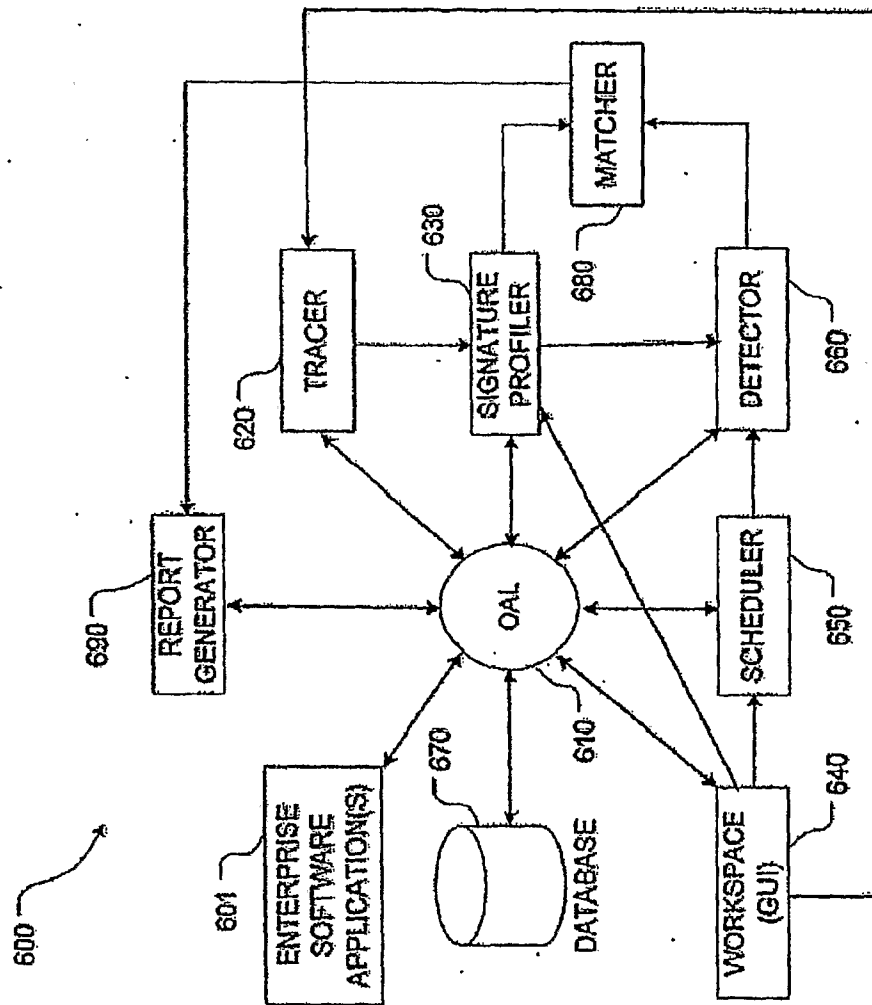 600
690
REPORT
GENERATOR
601
ENTERPRISE
SOFTWARE
APPLICATION(S)
620
TRACER
630
SIGNATURE
PROFILER
680
MATCHER
670
DATABASE
OAL
610
WORKSPACE
(GUI)
640
SCHEDULER
650
DETECTOR
660